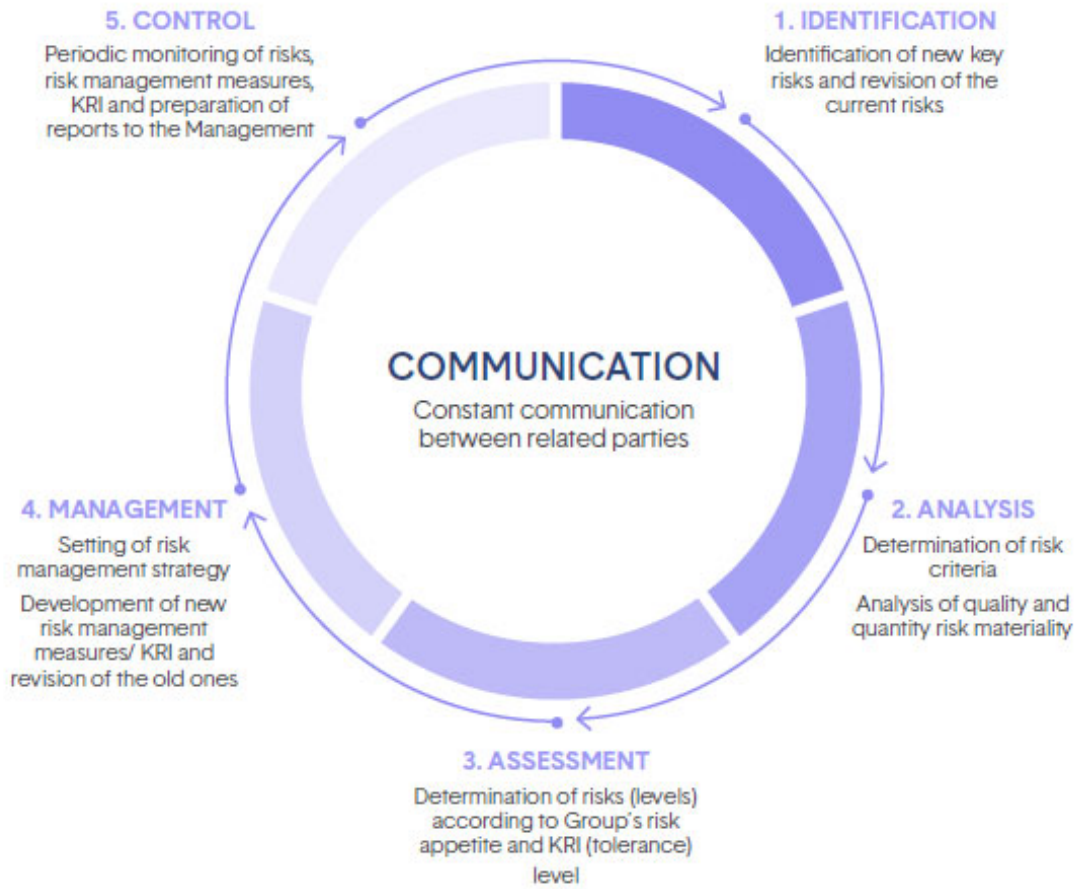 5. CONTROL
Periodic monitoring of risks,
risk management measures,
KRI and preparation of
reports to the Management
1. IDENTIFICATION
Identification of new key
risks and revision of the
current risks
COMMUNICATION
Constant communication
between related parties
4. MANAGEMENT
Setting of risk
management strategy
Development of new
risk management
measures/ KRI and
revision of the old ones
2. ANALYSIS
Determination of risk
criteria
Analysis of quality and
quantity risk materiality
3. ASSESSMENT
Determination of risks (levels)
according to Group's risk
appetite and KRI (tolerance)
level